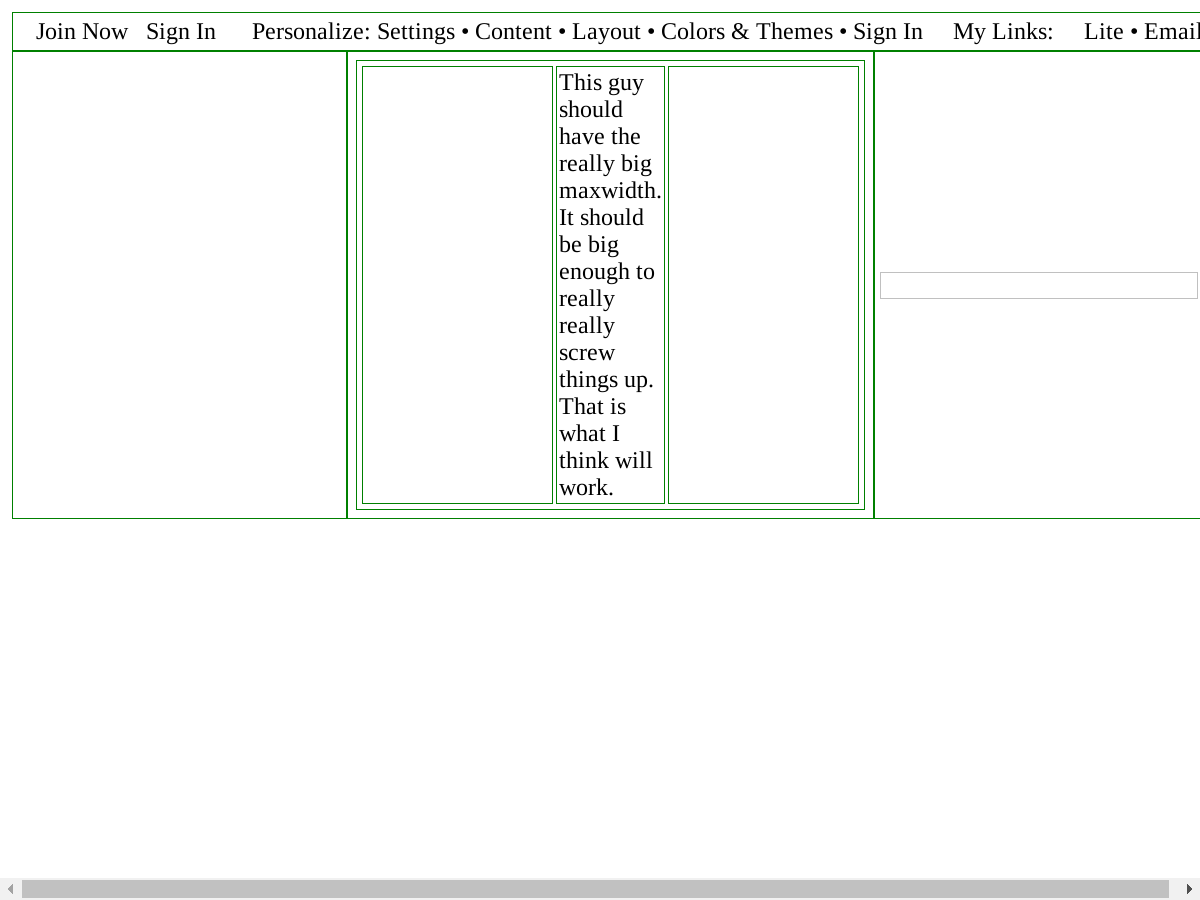 Join Now Sign In Personalize: Settings • Content • Layout • Colors & Themes • Sign In My Links: Lite • Email
This guy
should
have the
really big
maxwidth.
It should
be big
enough to
really
really
screw
things up.
That is
what I
think will
work.